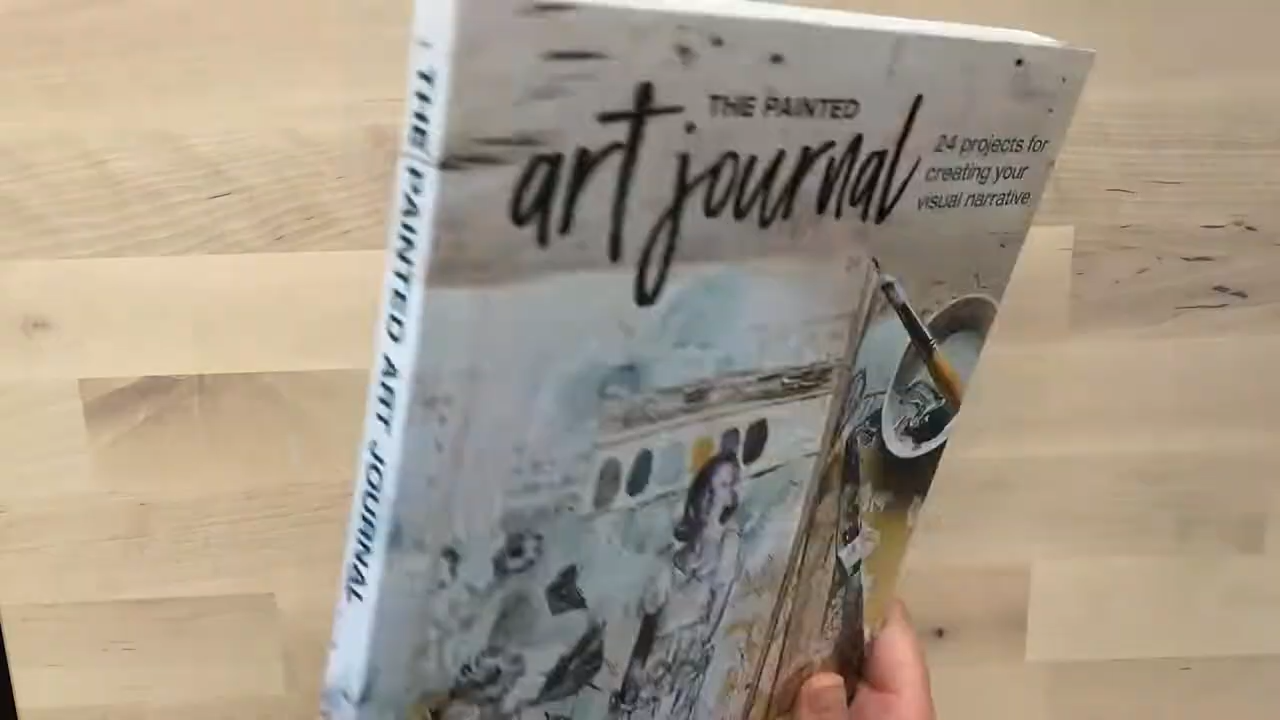 THE PAINTED
art journal
24 projects for
creating your
visual narrative
THE PAINTED ART JOURNAL